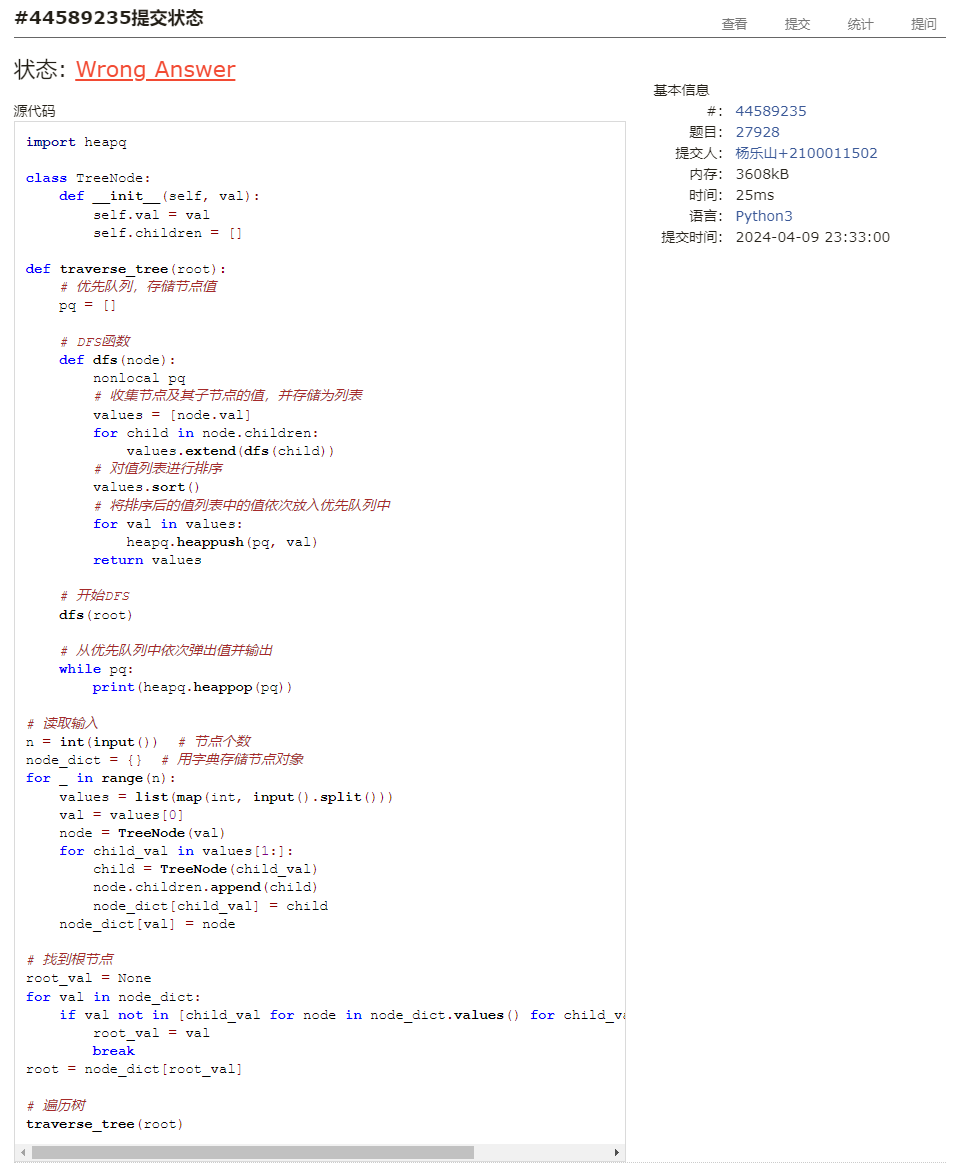 #44589235提交状态
查看 提交 统计 提问
状态: Wrong Answer
源代码
import heapq
class TreeNode:
    def __init__(self, val):
        self.val = val
        self.children = []
def traverse_tree(root):
    # 优先队列，存储节点值
    pq = []
    # DFS函数
    def dfs(node):
        nonlocal pq
        # 收集节点及其子节点的值，并存储为列表
        values = [node.val]
        for child in node.children:
            values.extend(dfs(child))
        # 对值列表进行排序
        values.sort()
        # 将排序后的值列表中的值依次放入优先队列中
        for val in values:
            heapq.heappush(pq, val)
        return values
    # 开始DFS
    dfs(root)
    # 从优先队列中依次弹出值并输出
    while pq:
        print(heapq.heappop(pq))
# 读取输入
n = int(input())  # 节点个数
node_dict = {}  # 用字典存储节点对象
for _ in range(n):
    values = list(map(int, input().split()))
    val = values[0]
    node = TreeNode(val)
    for child_val in values[1:]:
        child = TreeNode(child_val)
        node.children.append(child)
        node_dict[child_val] = child
    node_dict[val] = node
# 找到根节点
root_val = None
for val in node_dict:
    if val not in [child_val for node in node_dict.values() for
        root_val = val
        break
root = node_dict[root_val]
# 遍历树
traverse_tree(root)
基本信息
#: 44589235
题目: 27928
提交人: 杨乐山+2100011502
内存: 3608kB
时间: 25ms
语言: Python3
提交时间: 2024-04-09 23:33:00